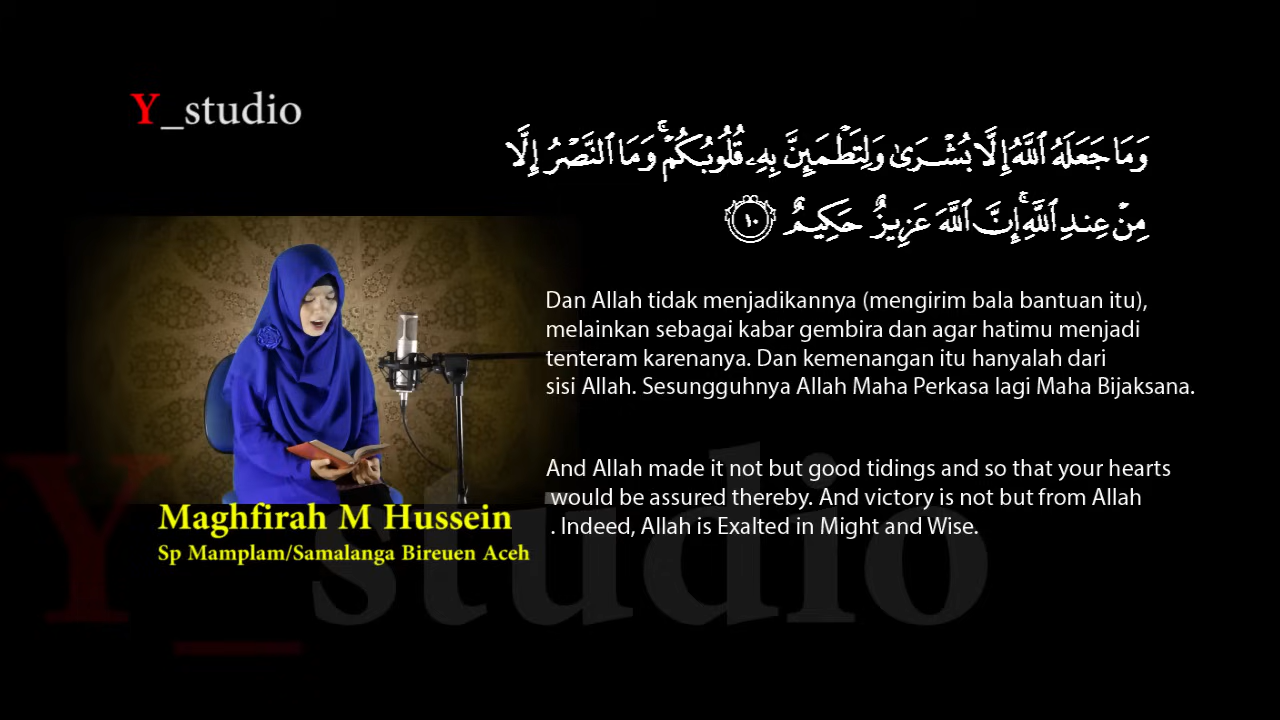 Y_studio
وَمَا جَعَلَهُ ٱللَّهُ إِلَّا بُشْرَىٰ وَلِتَطْمَئِنَّ بِهِۦ قُلُوبُكُمْ ۚ وَمَا ٱلنَّصْرُ إِلَّا
مِنْ عِندِ ٱللَّهِ ۚ إِنَّ ٱللَّهَ عَزِيزٌ حَكِيمٌ ١٠
Dan Allah tidak menjadikannya (mengirim bala bantuan itu),
melainkan sebagai kabar gembira dan agar hatimu menjadi
tenteram karenanya. Dan kemenangan itu hanyalah dari
sisi Allah. Sesungguhnya Allah Maha Perkasa lagi Maha Bijaksana.
And Allah made it not but good tidings and so that your hearts
would be assured thereby. And victory is not but from Allah
. Indeed, Allah is Exalted in Might and Wise.
Maghfirah M Hussein
Sp Mamplam/Samalanga Bireuen Aceh
Y_studio